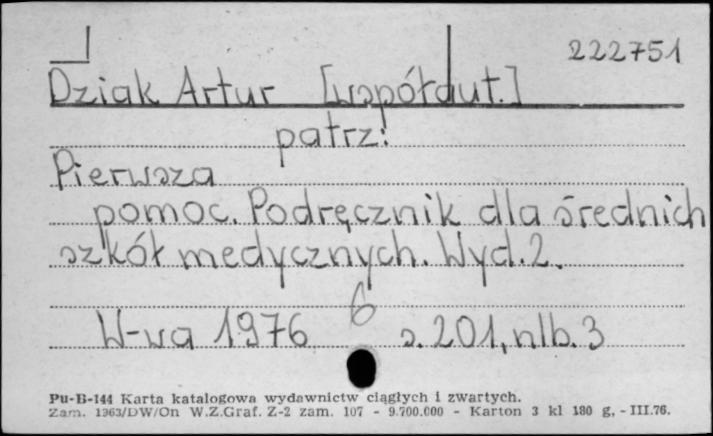 222751
Dziak Artur [współaut.]
patrz:
Pierwsza
pomoc. Podręcznik dla średnich
szkół medycznych. Wyd. 2.
6
W-wa 1976 s. 201, nlb. 3
Pu-B-144 Karta katalogowa wydawnictw ciągłych i zwartych.
Zam. 1363/DW/On W.Z.Graf. Z-2 zam. 107 - 9.700.000 - Karton 3 kl 180 g. - III.76.